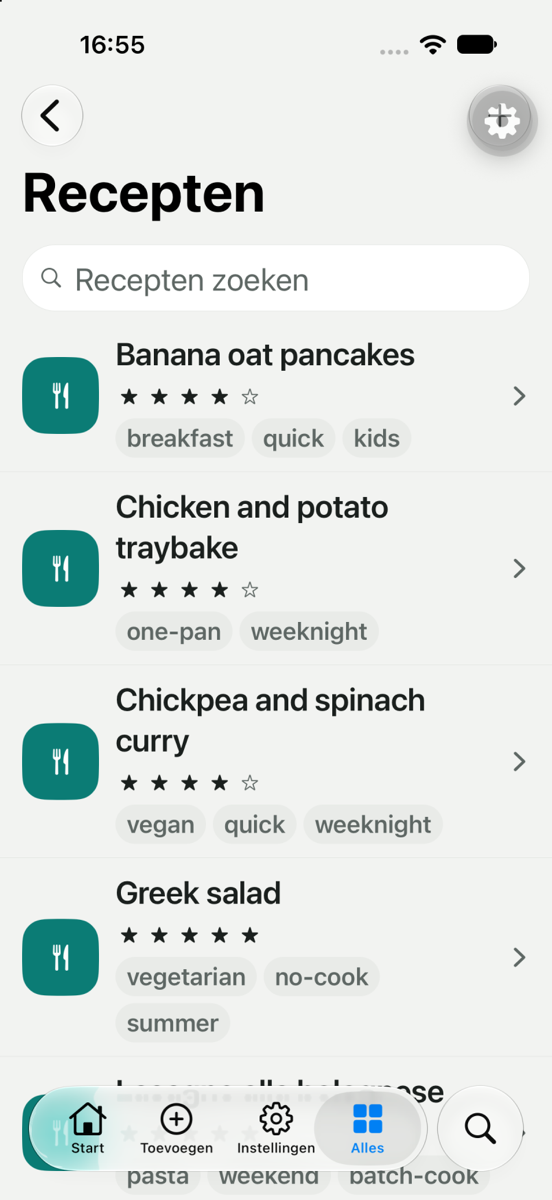 16:55
Recepten
Recepten zoeken
Banana oat pancakes
★ ★ ★ ★ ☆
breakfast quick kids
Chicken and potato
traybake
★ ★ ★ ★ ☆
one-pan weeknight
Chickpea and spinach
curry
★ ★ ★ ★ ☆
vegan quick weeknight
Greek salad
★ ★ ★ ★ ★
vegetarian no-cook
summer
Start Toevoegen Instellingen Alles
pasta weekend batch-cook